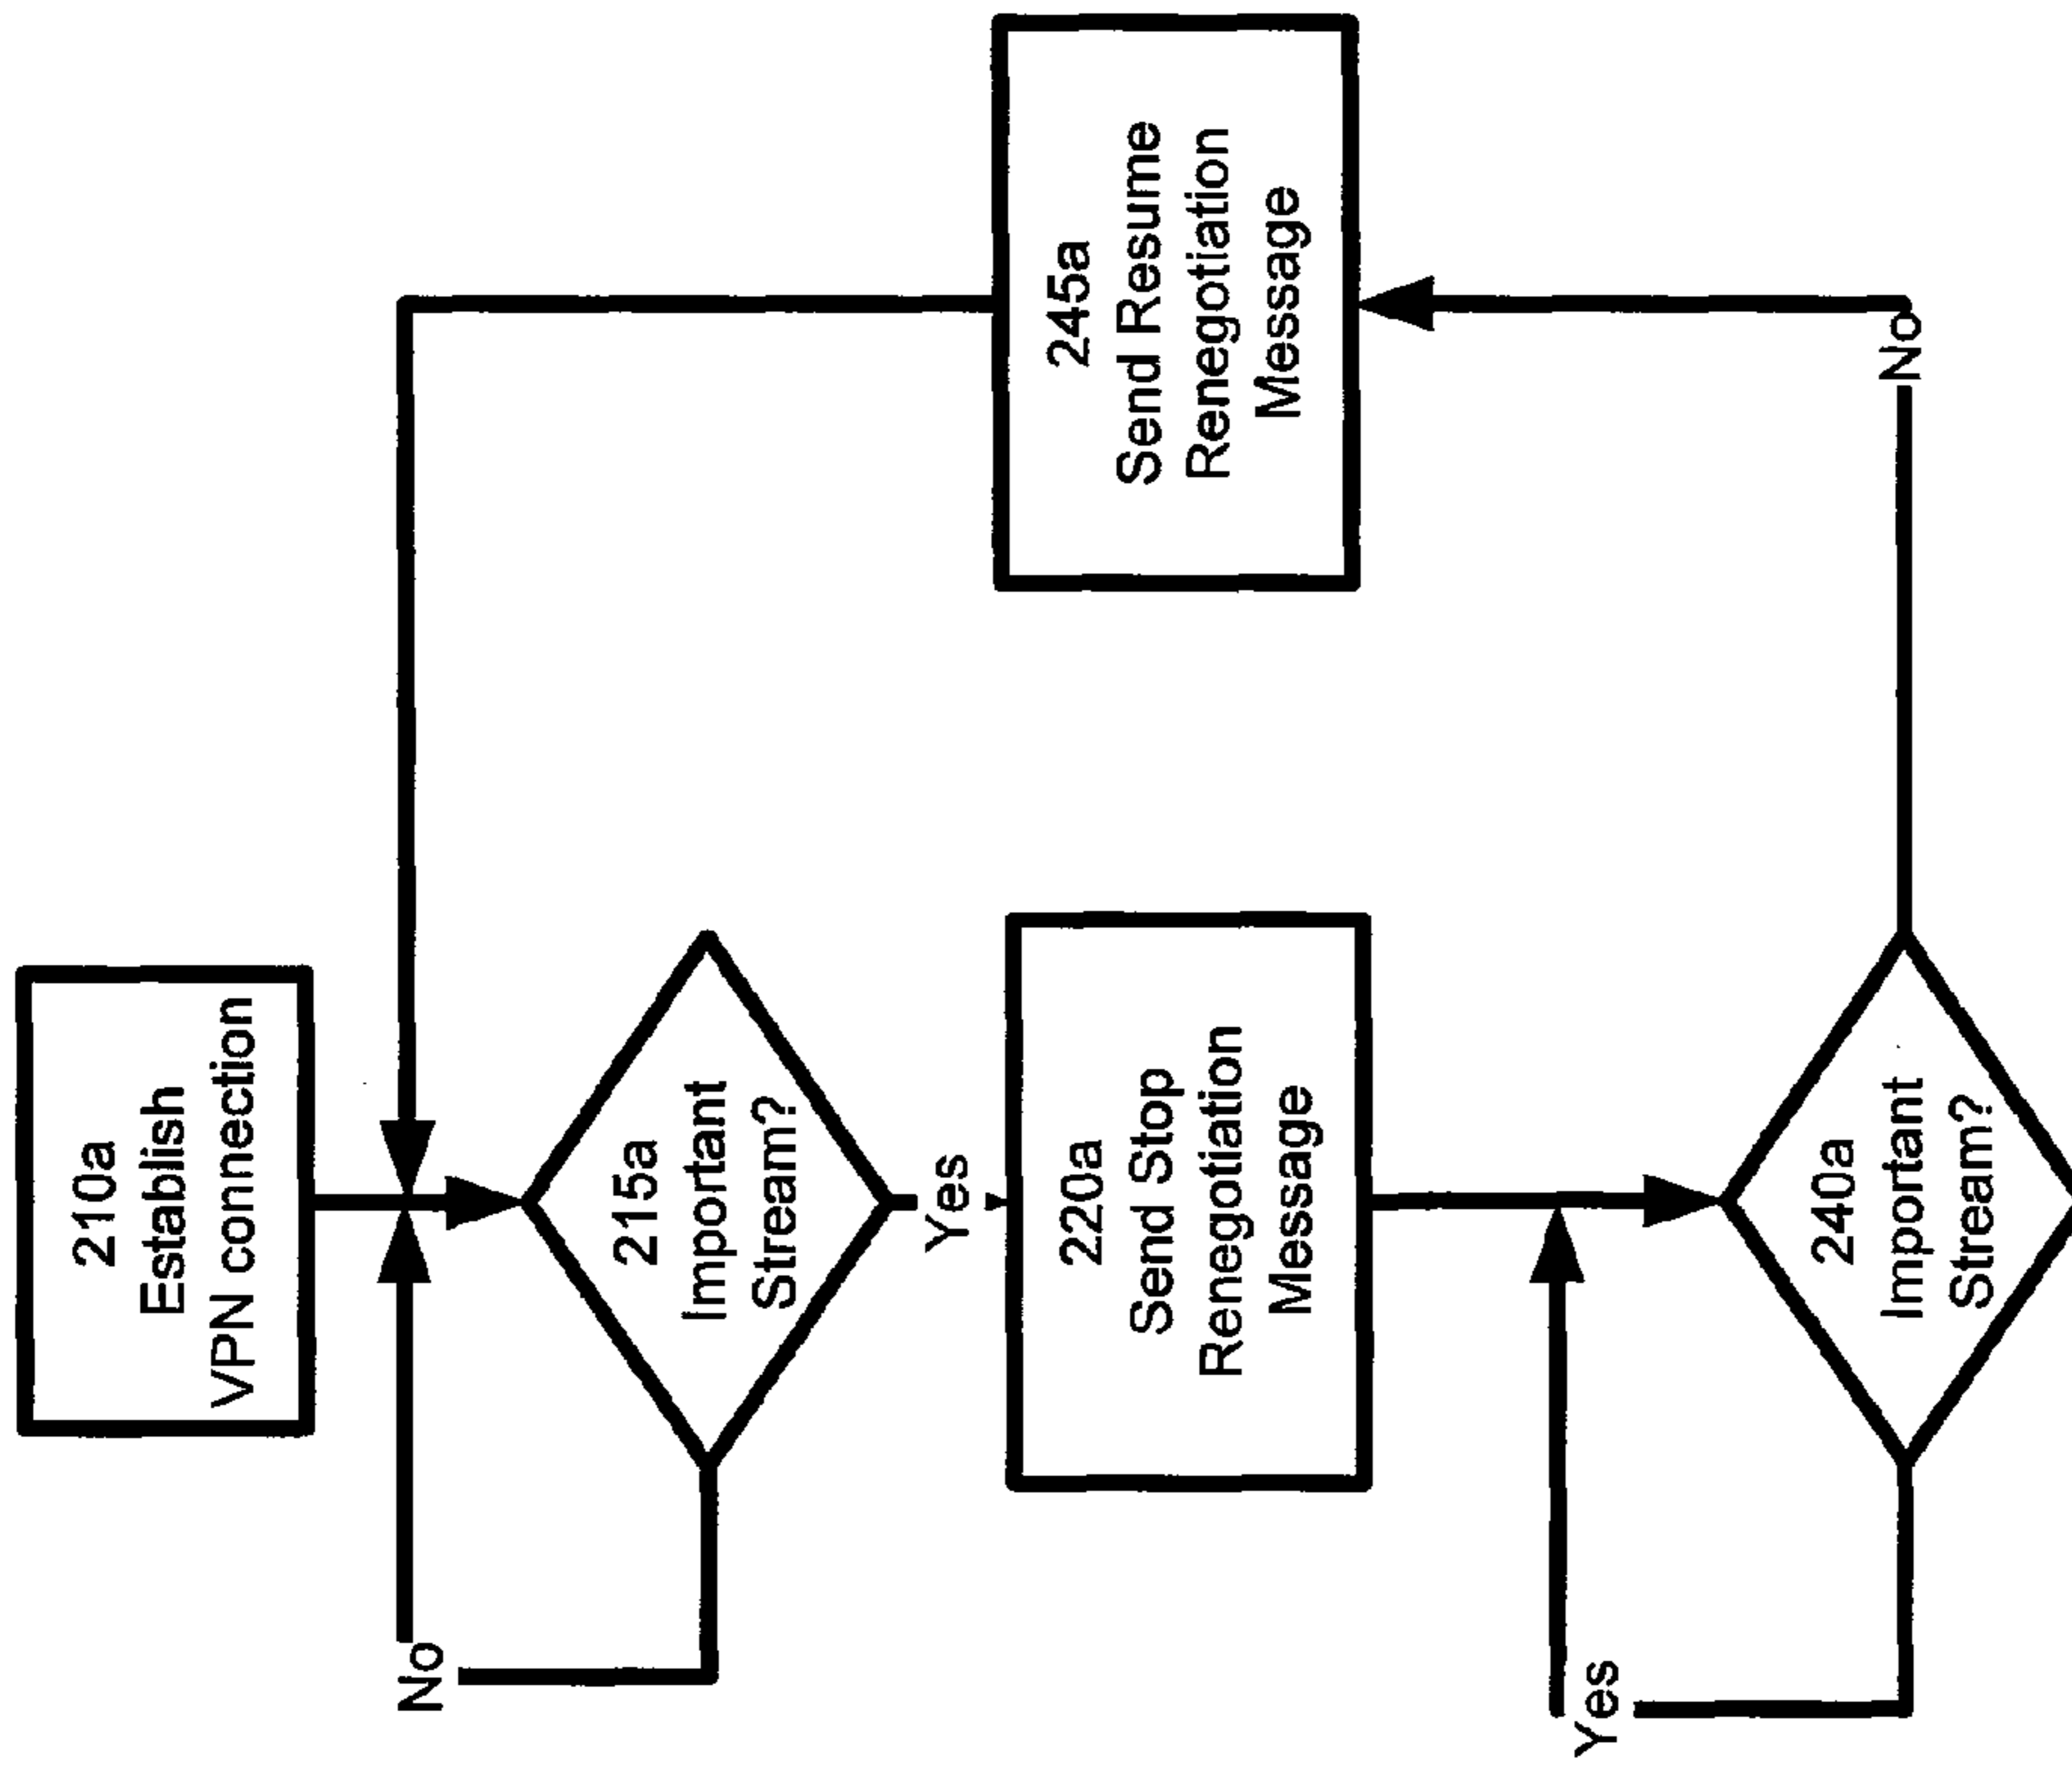 210a
Establish
VPN connection
No
215a
Important
Stream?
Yes
220a
Send Stop
Renegotiation
Message
Yes
240a
Important
Stream?
No
245a
Send Resume
Renegotiation
Message